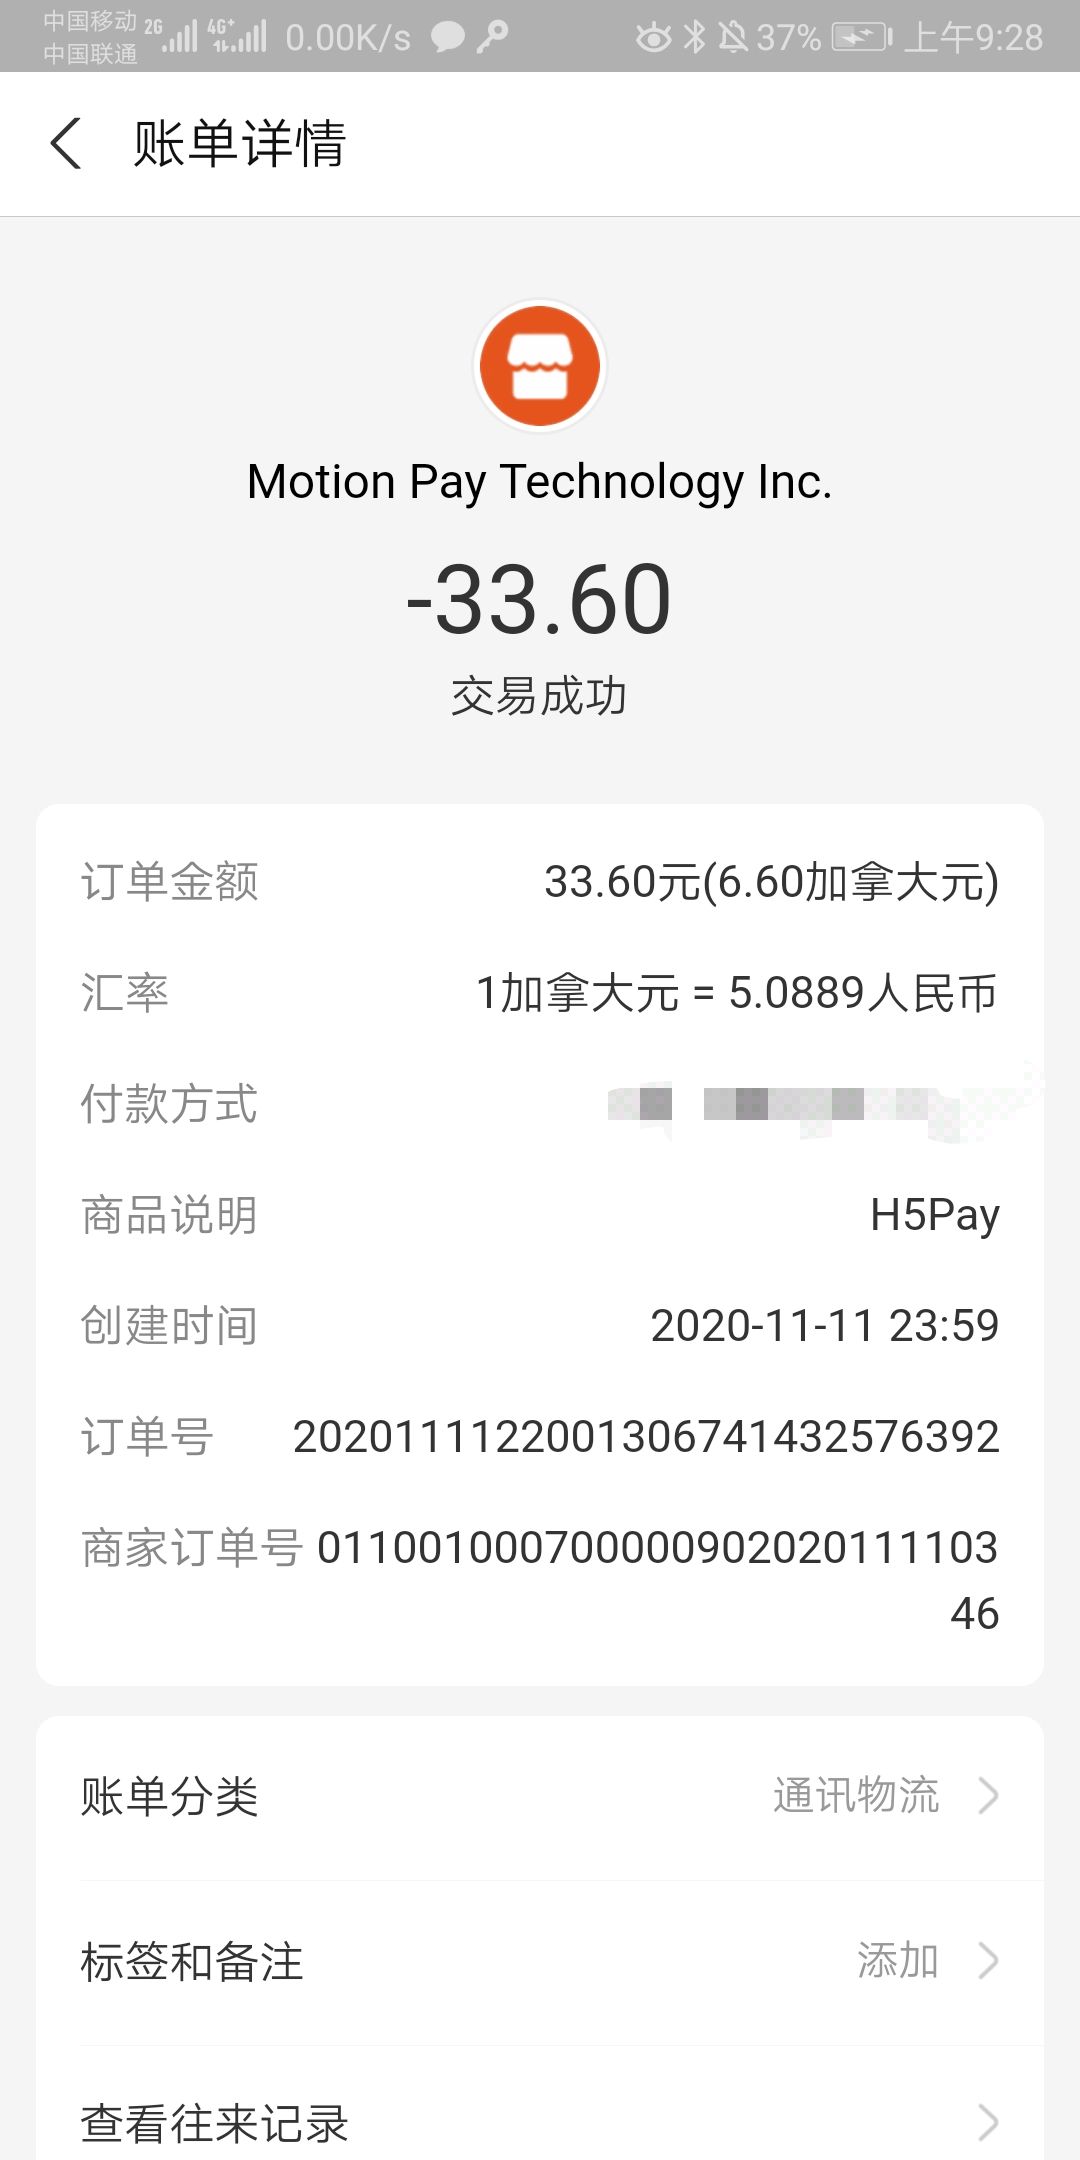 中国移动 2G 4G+ 0.00K/s 37% 上午9:28
中国联通
账单详情
Motion Pay Technology Inc.
-33.60
交易成功
订单金额 33.60元(6.60加拿大元)
汇率 1加拿大元 = 5.0889人民币
付款方式
商品说明 H5Pay
创建时间 2020-11-11 23:59
订单号 2020111122001306741432576392
商家订单号 011001000700000902020111103
46
账单分类 通讯物流
标签和备注 添加
查看往来记录